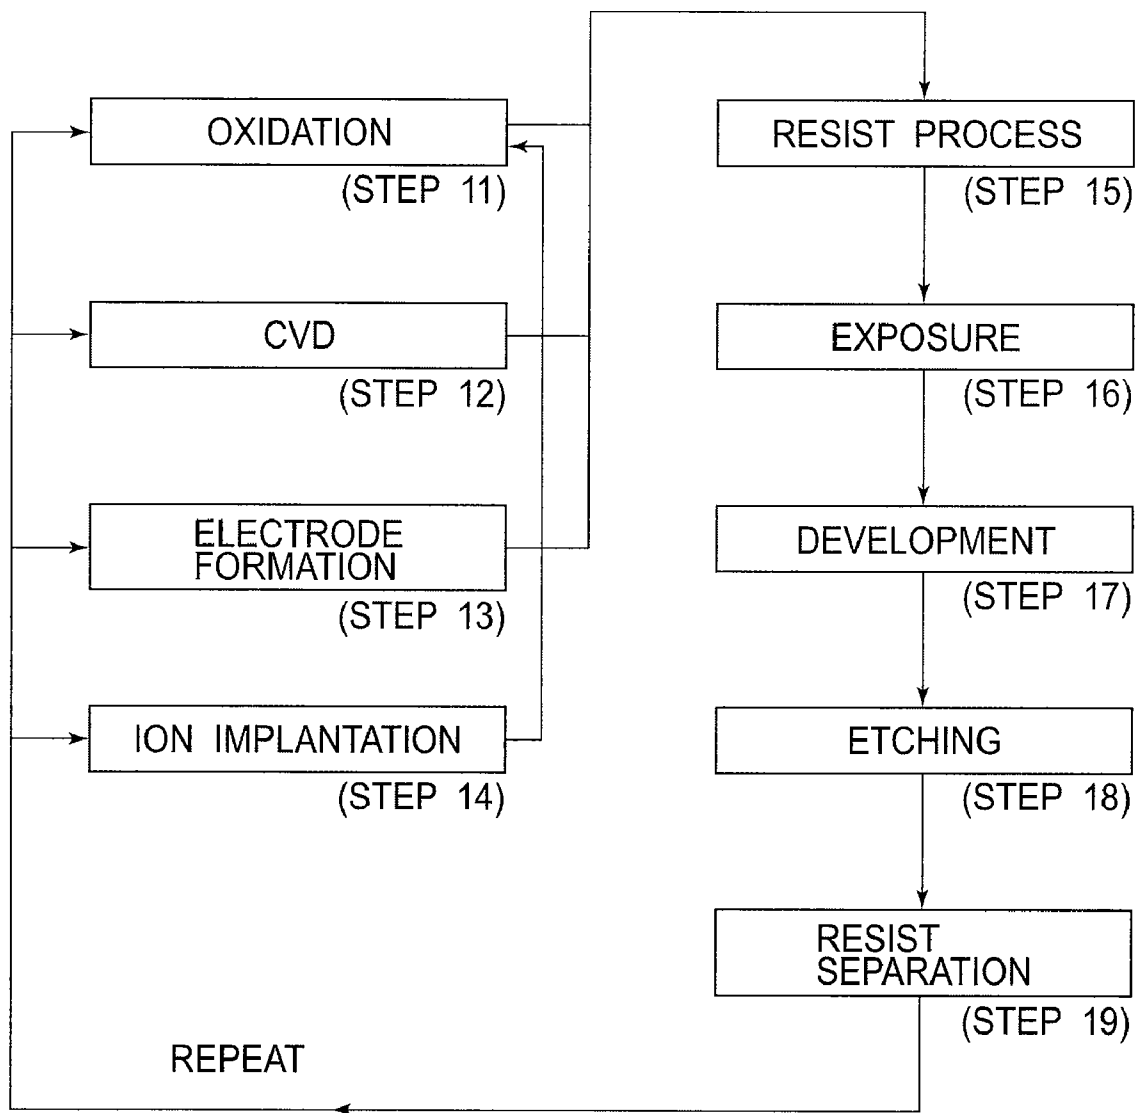 OXIDATION
(STEP 11)
CVD
(STEP 12)
ELECTRODE
FORMATION
(STEP 13)
ION IMPLANTATION
(STEP 14)
RESIST PROCESS
(STEP 15)
EXPOSURE
(STEP 16)
DEVELOPMENT
(STEP 17)
ETCHING
(STEP 18)
RESIST
SEPARATION
(STEP 19)
REPEAT